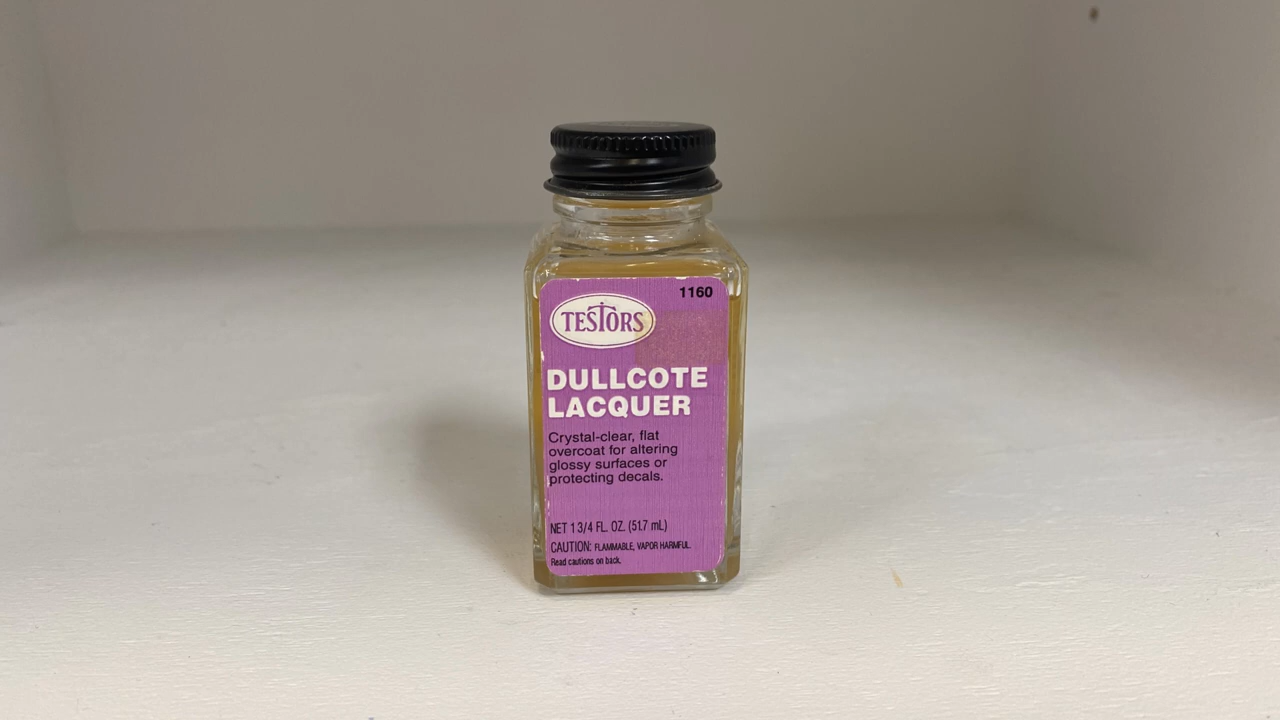 1160
TESTORS
DULLCOTE
LACQUER
Crystal-clear, flat
overcoat for altering
glossy surfaces or
protecting decals.
NET 1 3/4 FL. OZ. (51.7 mL)
CAUTION: FLAMMABLE, VAPOR HARMFUL.
Read cautions on back.